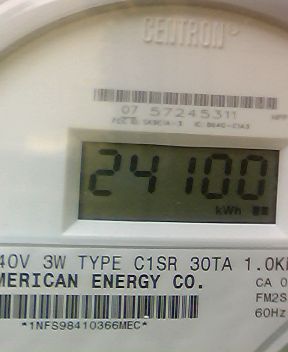 CENTRON
07 57245311
24100
kWh
40V 3W TYPE C1SR 30TA 1.0K
MERICAN ENERGY CO.
CA 0
FM2S
60Hz
*1NFS98410366MEC*